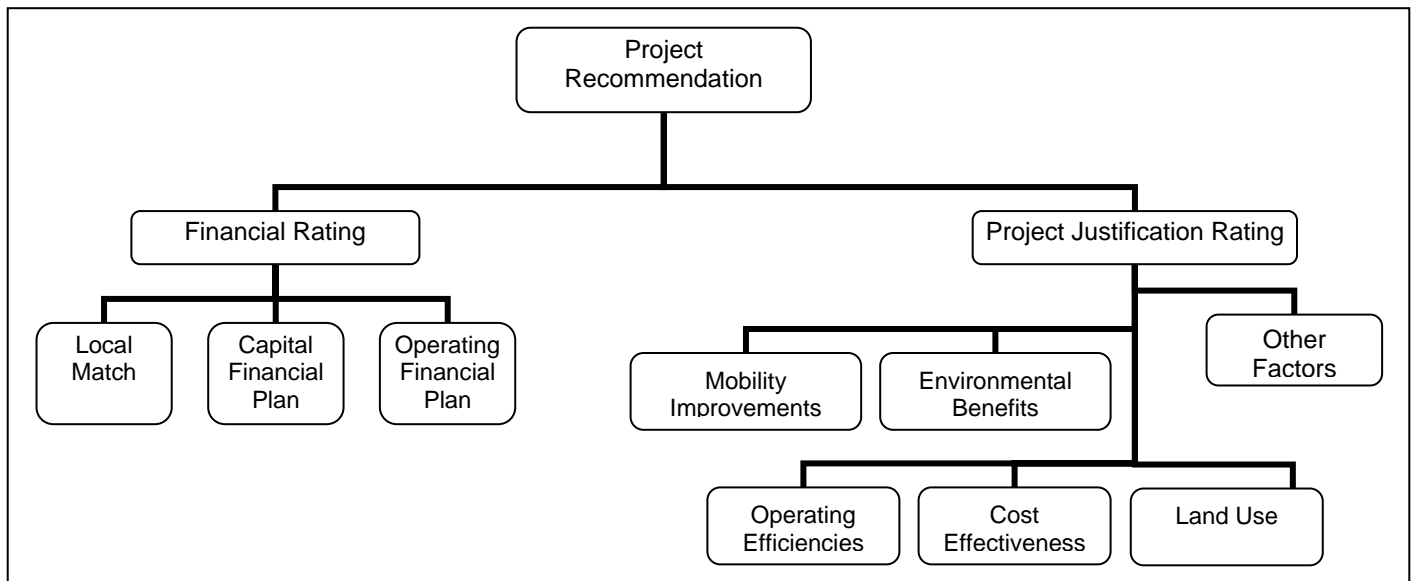 Project
Recommendation
Financial Rating
Project Justification Rating
Local
Match
Capital
Financial
Plan
Operating
Financial
Plan
Other
Factors
Mobility
Improvements
Environmental
Benefits
Operating
Efficiencies
Cost
Effectiveness
Land Use